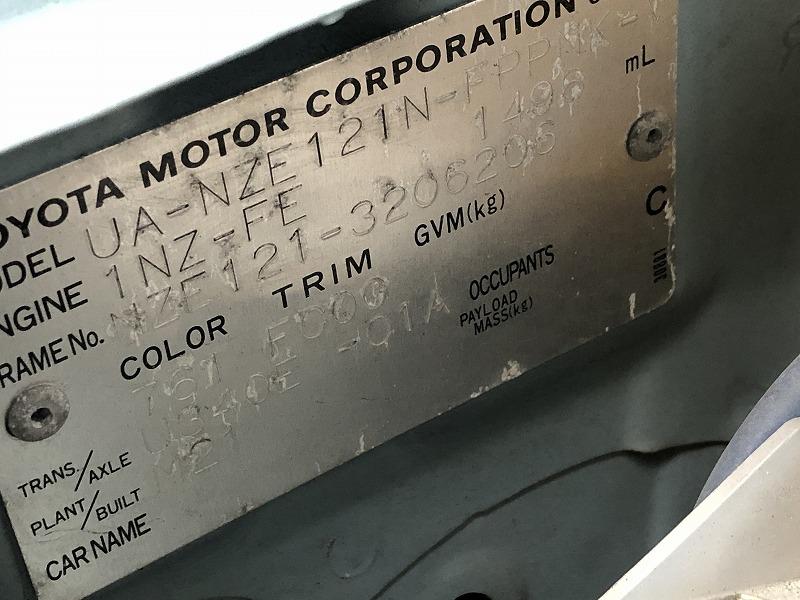 TOYOTA MOTOR CORPORATION
MODEL UA-NZE121N-FPPNK
ENGINE 1NZ-FE 1496 mL
FRAME No. NZE121-3206206
COLOR TRIM GVM(kg) C
761
OCCUPANTS
PAYLOAD MASS(kg)
TRANS./AXLE U340E -01A
PLANT/BUILT M21
CAR NAME